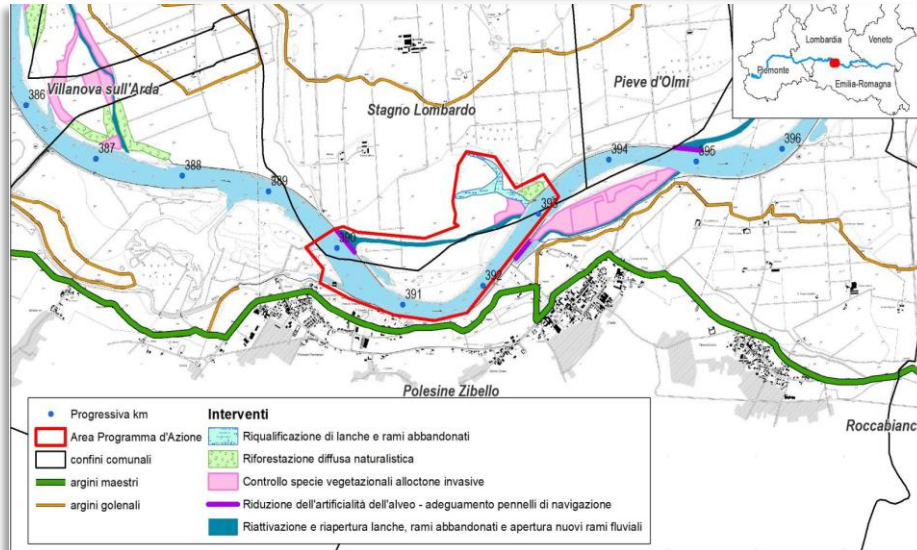 Lombardia
Veneto
Piemonte
Emilia-Romagna
Villanova sull'Arda
Stagno Lombardo
Pieve d'Olmi
386
387
388
389
390
391
392
393
394
395
396
Polesine Zibello
Roccabianc
Progressiva km
Area Programma d'Azione
confini comunali
argini maestri
argini golenali
Interventi
Riqualificazione di lanche e rami abbandonati
Riforestazione diffusa naturalistica
Controllo specie vegetazionali alloctone invasive
Riduzione dell'artificialità dell'alveo - adeguamento pennelli di navigazione
Riattivazione e riapertura lanche, rami abbandonati e apertura nuovi rami fluviali